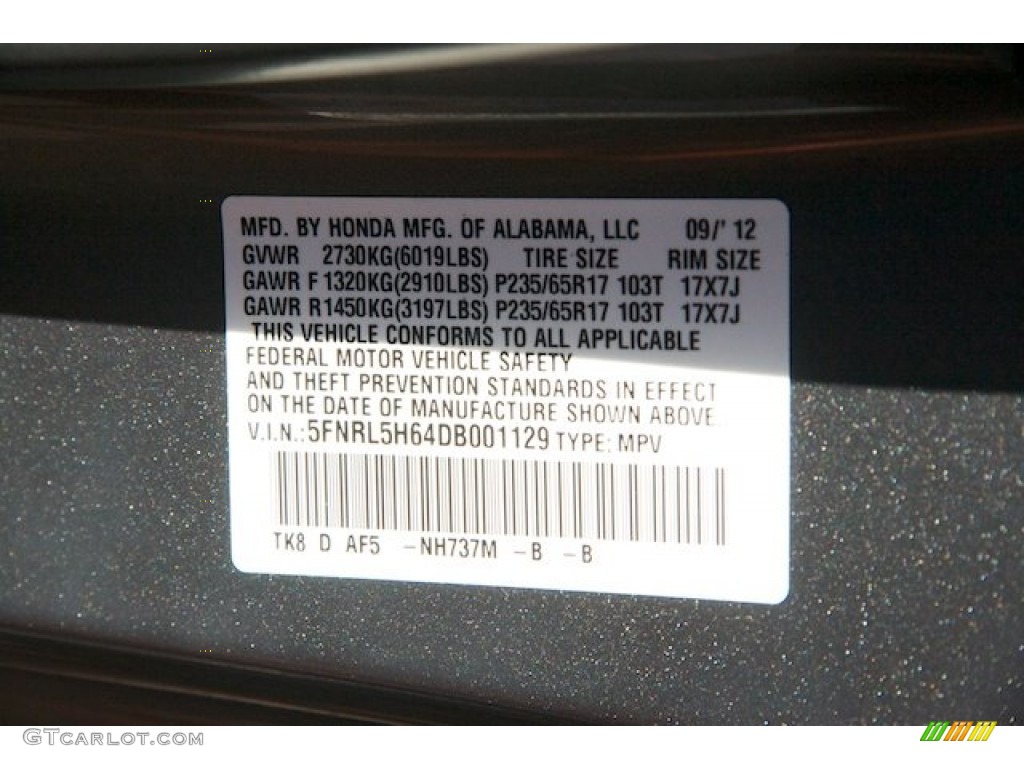 MFD. BY HONDA MFG. OF ALABAMA, LLC 09/' 12
GVWR 2730KG(6019LBS) TIRE SIZE RIM SIZE
GAWR F 1320KG(2910LBS) P235/65R17 103T 17X7J
GAWR R1450KG(3197LBS) P235/65R17 103T 17X7J
THIS VEHICLE CONFORMS TO ALL APPLICABLE
FEDERAL MOTOR VEHICLE SAFETY
AND THEFT PREVENTION STANDARDS IN EFFECT
ON THE DATE OF MANUFACTURE SHOWN ABOVE.
V.I.N.:5FNRL5H64DB001129 TYPE: MPV
TK8 D AF5 -NH737M -B -B
GTCARLOT.COM